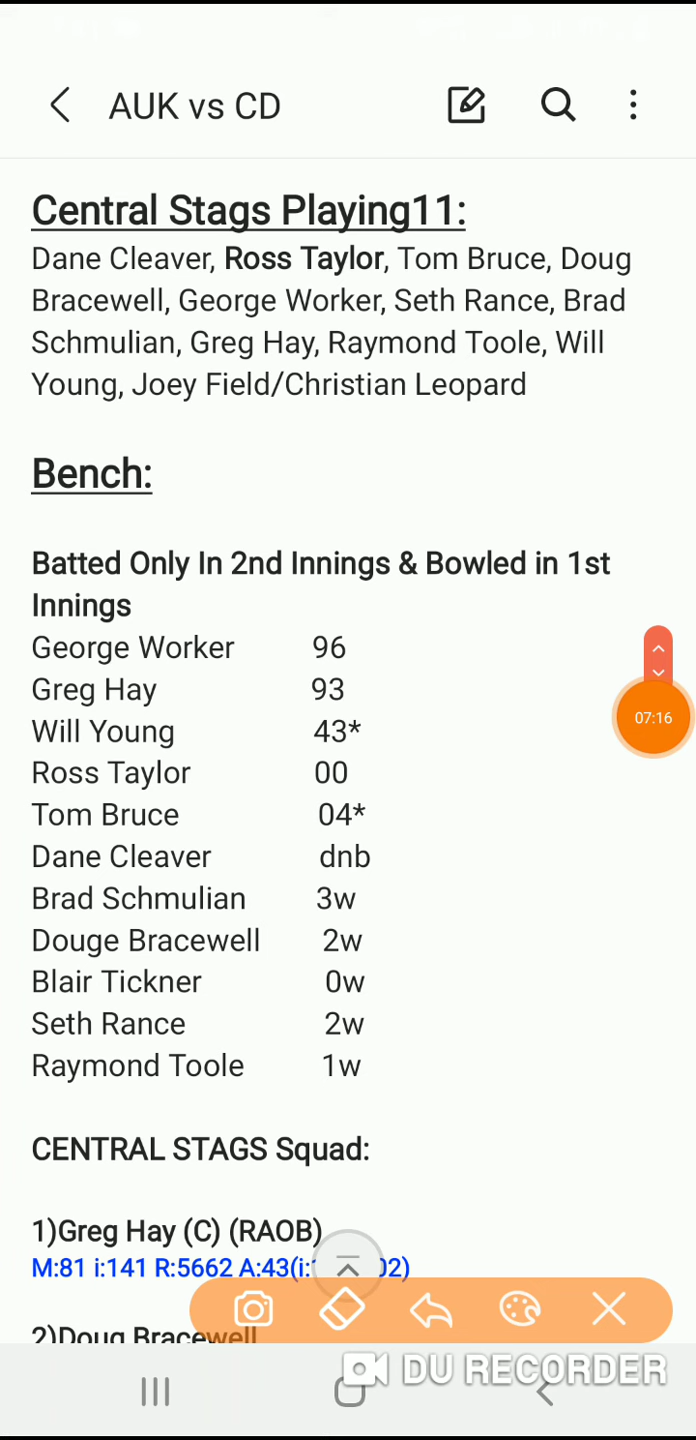 AUK vs CD
Central Stags Playing11:
Dane Cleaver, Ross Taylor, Tom Bruce, Doug
Bracewell, George Worker, Seth Rance, Brad
Schmulian, Greg Hay, Raymond Toole, Will
Young, Joey Field/Christian Leopard
Bench:
Batted Only In 2nd Innings & Bowled in 1st
Innings
George Worker 96
Greg Hay 93
Will Young 43*
07:16
Ross Taylor 00
Tom Bruce 04*
Dane Cleaver dnb
Brad Schmulian 3w
Douge Bracewell 2w
Blair Tickner 0w
Seth Rance 2w
Raymond Toole 1w
CENTRAL STAGS Squad:
1)Greg Hay (C) (RAOB)
M:81 i:141 R:5662 A:43(i: 02)
2)Doug Bracewell
DU RECORDER